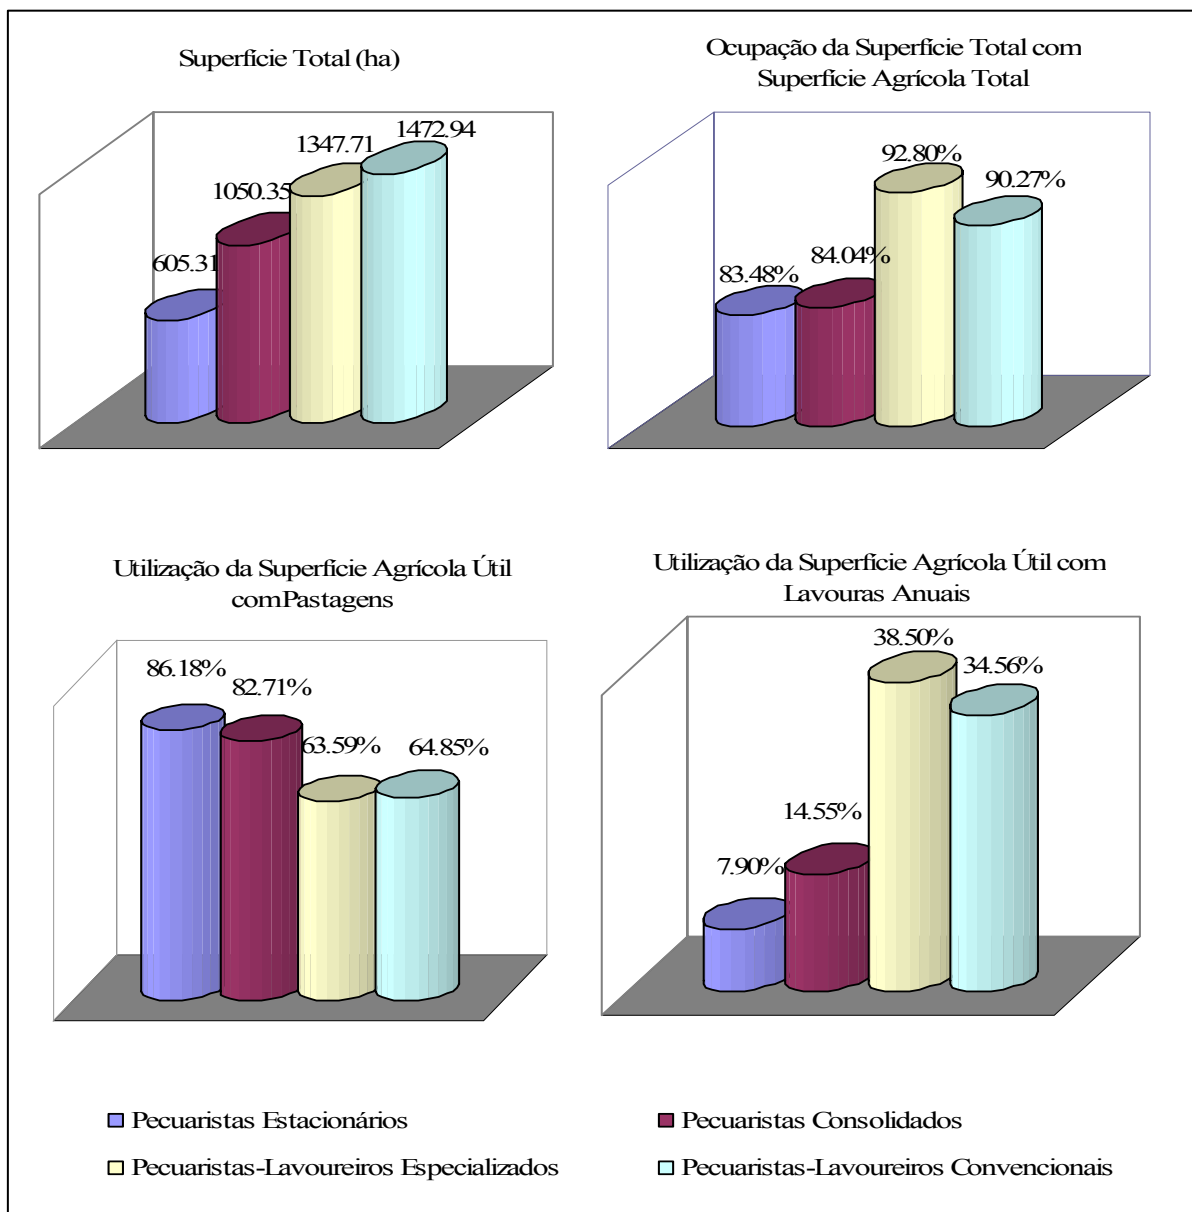 Superfície Total (ha)
605.31
1050.35
1347.71
1472.94
Ocupação da Superfície Total com
Superfície Agrícola Total
83.48%
84.04%
92.80%
90.27%
Utilização da Superfície Agrícola Útil
com Pastagens
86.18%
82.71%
63.59%
64.85%
Utilização da Superfície Agrícola Útil com
Lavouras Anuais
7.90%
14.55%
38.50%
34.56%
Pecuaristas Estacionários
Pecuaristas Consolidados
Pecuaristas-Lavoureiros Especializados
Pecuaristas-Lavoureiros Convencionais